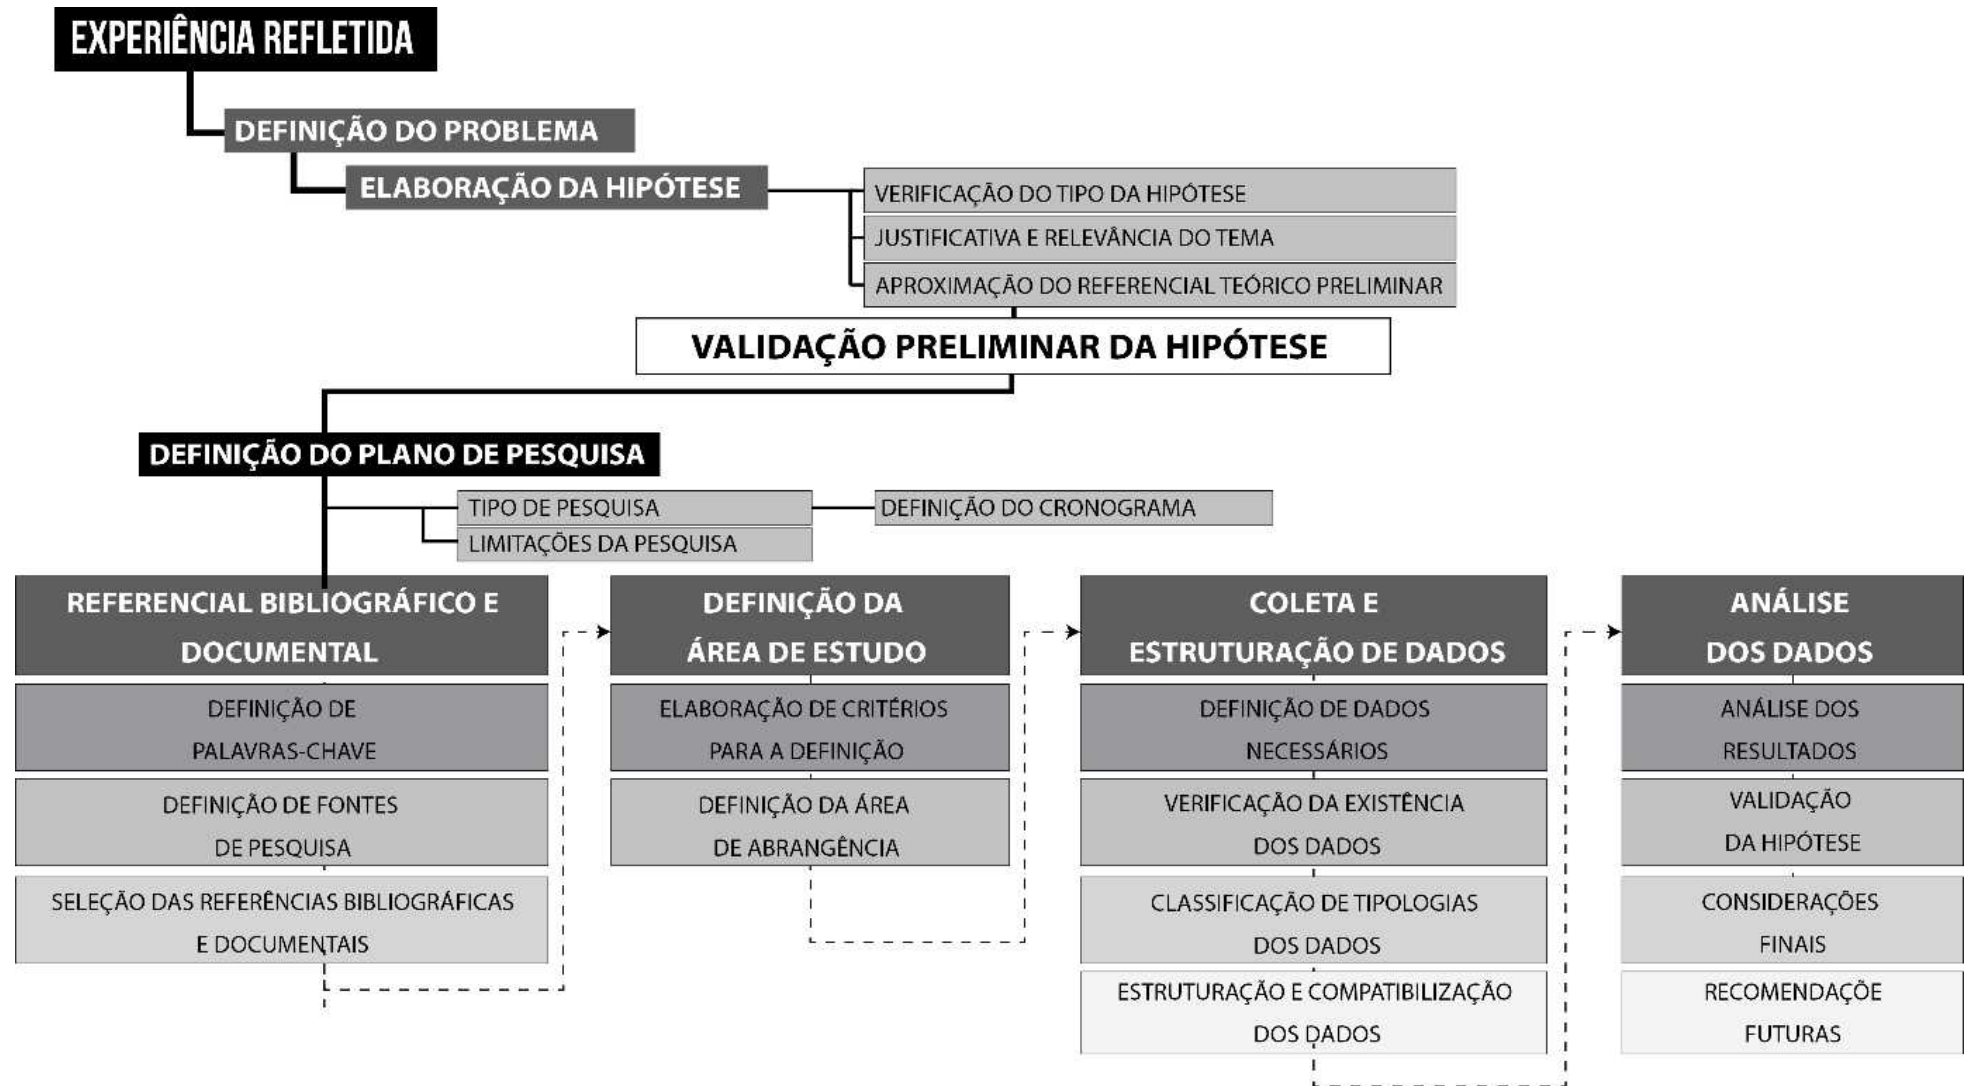 EXPERIÊNCIA REFLETIDA
DEFINIÇÃO DO PROBLEMA
ELABORAÇÃO DA HIPÓTESE
VERIFICAÇÃO DO TIPO DA HIPÓTESE
JUSTIFICATIVA E RELEVÂNCIA DO TEMA
APROXIMAÇÃO DO REFERENCIAL TEÓRICO PRELIMINAR
VALIDAÇÃO PRELIMINAR DA HIPÓTESE
DEFINIÇÃO DO PLANO DE PESQUISA
TIPO DE PESQUISA
DEFINIÇÃO DO CRONOGRAMA
LIMITAÇÕES DA PESQUISA
REFERENCIAL BIBLIOGRÁFICO E
DOCUMENTAL
DEFINIÇÃO DE
PALAVRAS-CHAVE
DEFINIÇÃO DE FONTES
DE PESQUISA
SELEÇÃO DAS REFERÊNCIAS BIBLIOGRÁFICAS
E DOCUMENTAIS
DEFINIÇÃO DA
ÁREA DE ESTUDO
ELABORAÇÃO DE CRITÉRIOS
PARA A DEFINIÇÃO
DEFINIÇÃO DA ÁREA
DE ABRANGÊNCIA
COLETA E
ESTRUTURAÇÃO DE DADOS
DEFINIÇÃO DE DADOS
NECESSÁRIOS
VERIFICAÇÃO DA EXISTÊNCIA
DOS DADOS
CLASSIFICAÇÃO DE TIPOLOGIAS
DOS DADOS
ESTRUTURAÇÃO E COMPATIBILIZAÇÃO
DOS DADOS
ANÁLISE
DOS DADOS
ANÁLISE DOS
RESULTADOS
VALIDAÇÃO
DA HIPÓTESE
CONSIDERAÇÕES
FINAIS
RECOMENDAÇÕE
FUTURAS